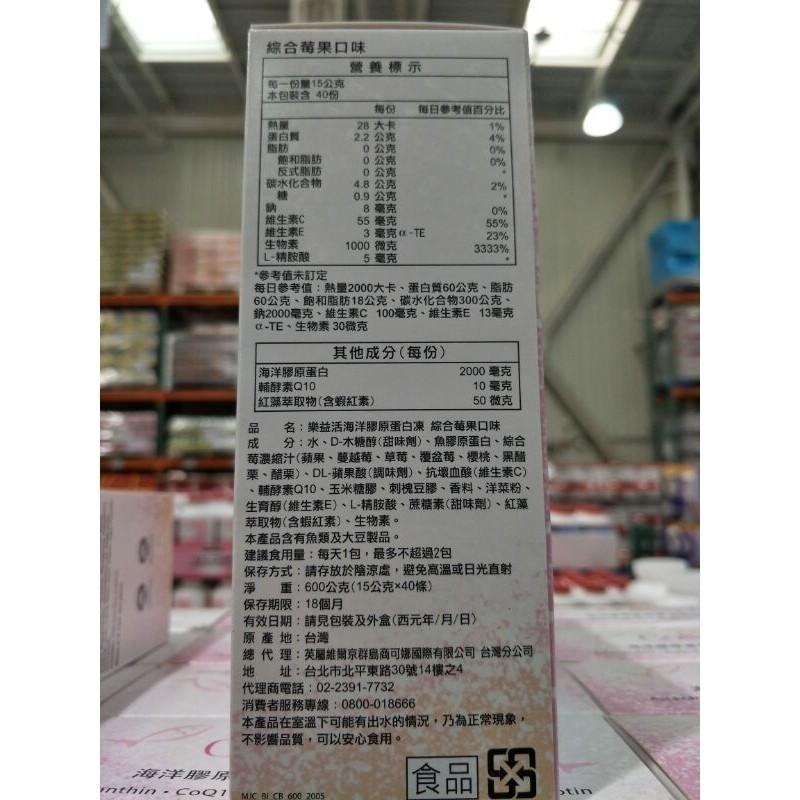 綜合莓果口味
營養標示
每一份量15公克
本包裝含 40份
每份 每日參考值百分比
熱量 28 大卡 1%
蛋白質 2.2 公克 4%
脂肪 0 公克 0%
飽和脂肪 0 公克 0%
反式脂肪 0 公克 *
碳水化合物 4.8 公克 2%
糖 0.9 公克 *
鈉 8 毫克 0%
維生素C 55 毫克 55%
維生素E 3 毫克α-TE 23%
生物素 1000 微克 3333%
L-精胺酸 5 毫克 *
*參考值未訂定
每日參考值：熱量2000大卡、蛋白質60公克、脂肪
60公克、飽和脂肪18公克、碳水化合物300公克、
鈉2000毫克、維生素C 100毫克、維生素E 13毫克
α-TE、生物素 30微克
其他成分(每份)
海洋膠原蛋白 2000 毫克
輔酵素Q10 10 毫克
紅藻萃取物(含蝦紅素) 50 微克
品 名：樂益活海洋膠原蛋白凍 綜合莓果口味
成 分：水、D-木糖醇(甜味劑)、魚膠原蛋白、綜合
莓濃縮汁(蘋果、蔓越莓、草莓、覆盆莓、櫻桃、黑醋
栗、醋栗)、DL-蘋果酸(調味劑)、抗壞血酸(維生素C)
、輔酵素Q10、玉米糖膠、刺槐豆膠、香料、洋菜粉、
生育醇(維生素E)、L-精胺酸、蔗糖素(甜味劑)、紅藻
萃取物(含蝦紅素)、生物素。
本產品含有魚類及大豆製品。
建議食用量：每天1包，最多不超過2包
保存方式：請存放於陰涼處，避免高溫或日光直射
淨 重：600公克(15公克×40條)
保存期限：18個月
有效日期：請見包裝及外盒(西元年/月/日)
原 產 地：台灣
總 代 理：英屬維爾京群島商可娜國際有限公司 台灣分公司
地 址：台北市北平東路30號14樓之4
代理商電話：02-2391-7732
消費者服務專線：0800-018666
本產品在室溫下可能有出水的情況，乃為正常現象，
不影響品質，可以安心食用。
食品
MJC BI CB 600 2005
海洋膠原
anthin・CoQ1
otin